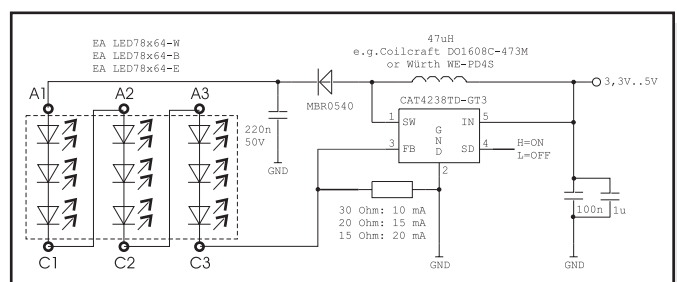 EA LED78x64-W
EA LED78x64-B
EA LED78x64-E
47uH
e.g.Coilcraft DO1608C-473M
or Würth WE-PD4S
A1
A2
A3
MBR0540
CAT4238TD-GT3
3,3V..5V
220n
50V
GND
1
SW
GND
IN
5
3
FB
SD
4
H=ON
L=OFF
2
30 Ohm: 10 mA
20 Ohm: 15 mA
15 Ohm: 20 mA
100n
1u
C1
C2
C3
GND
GND